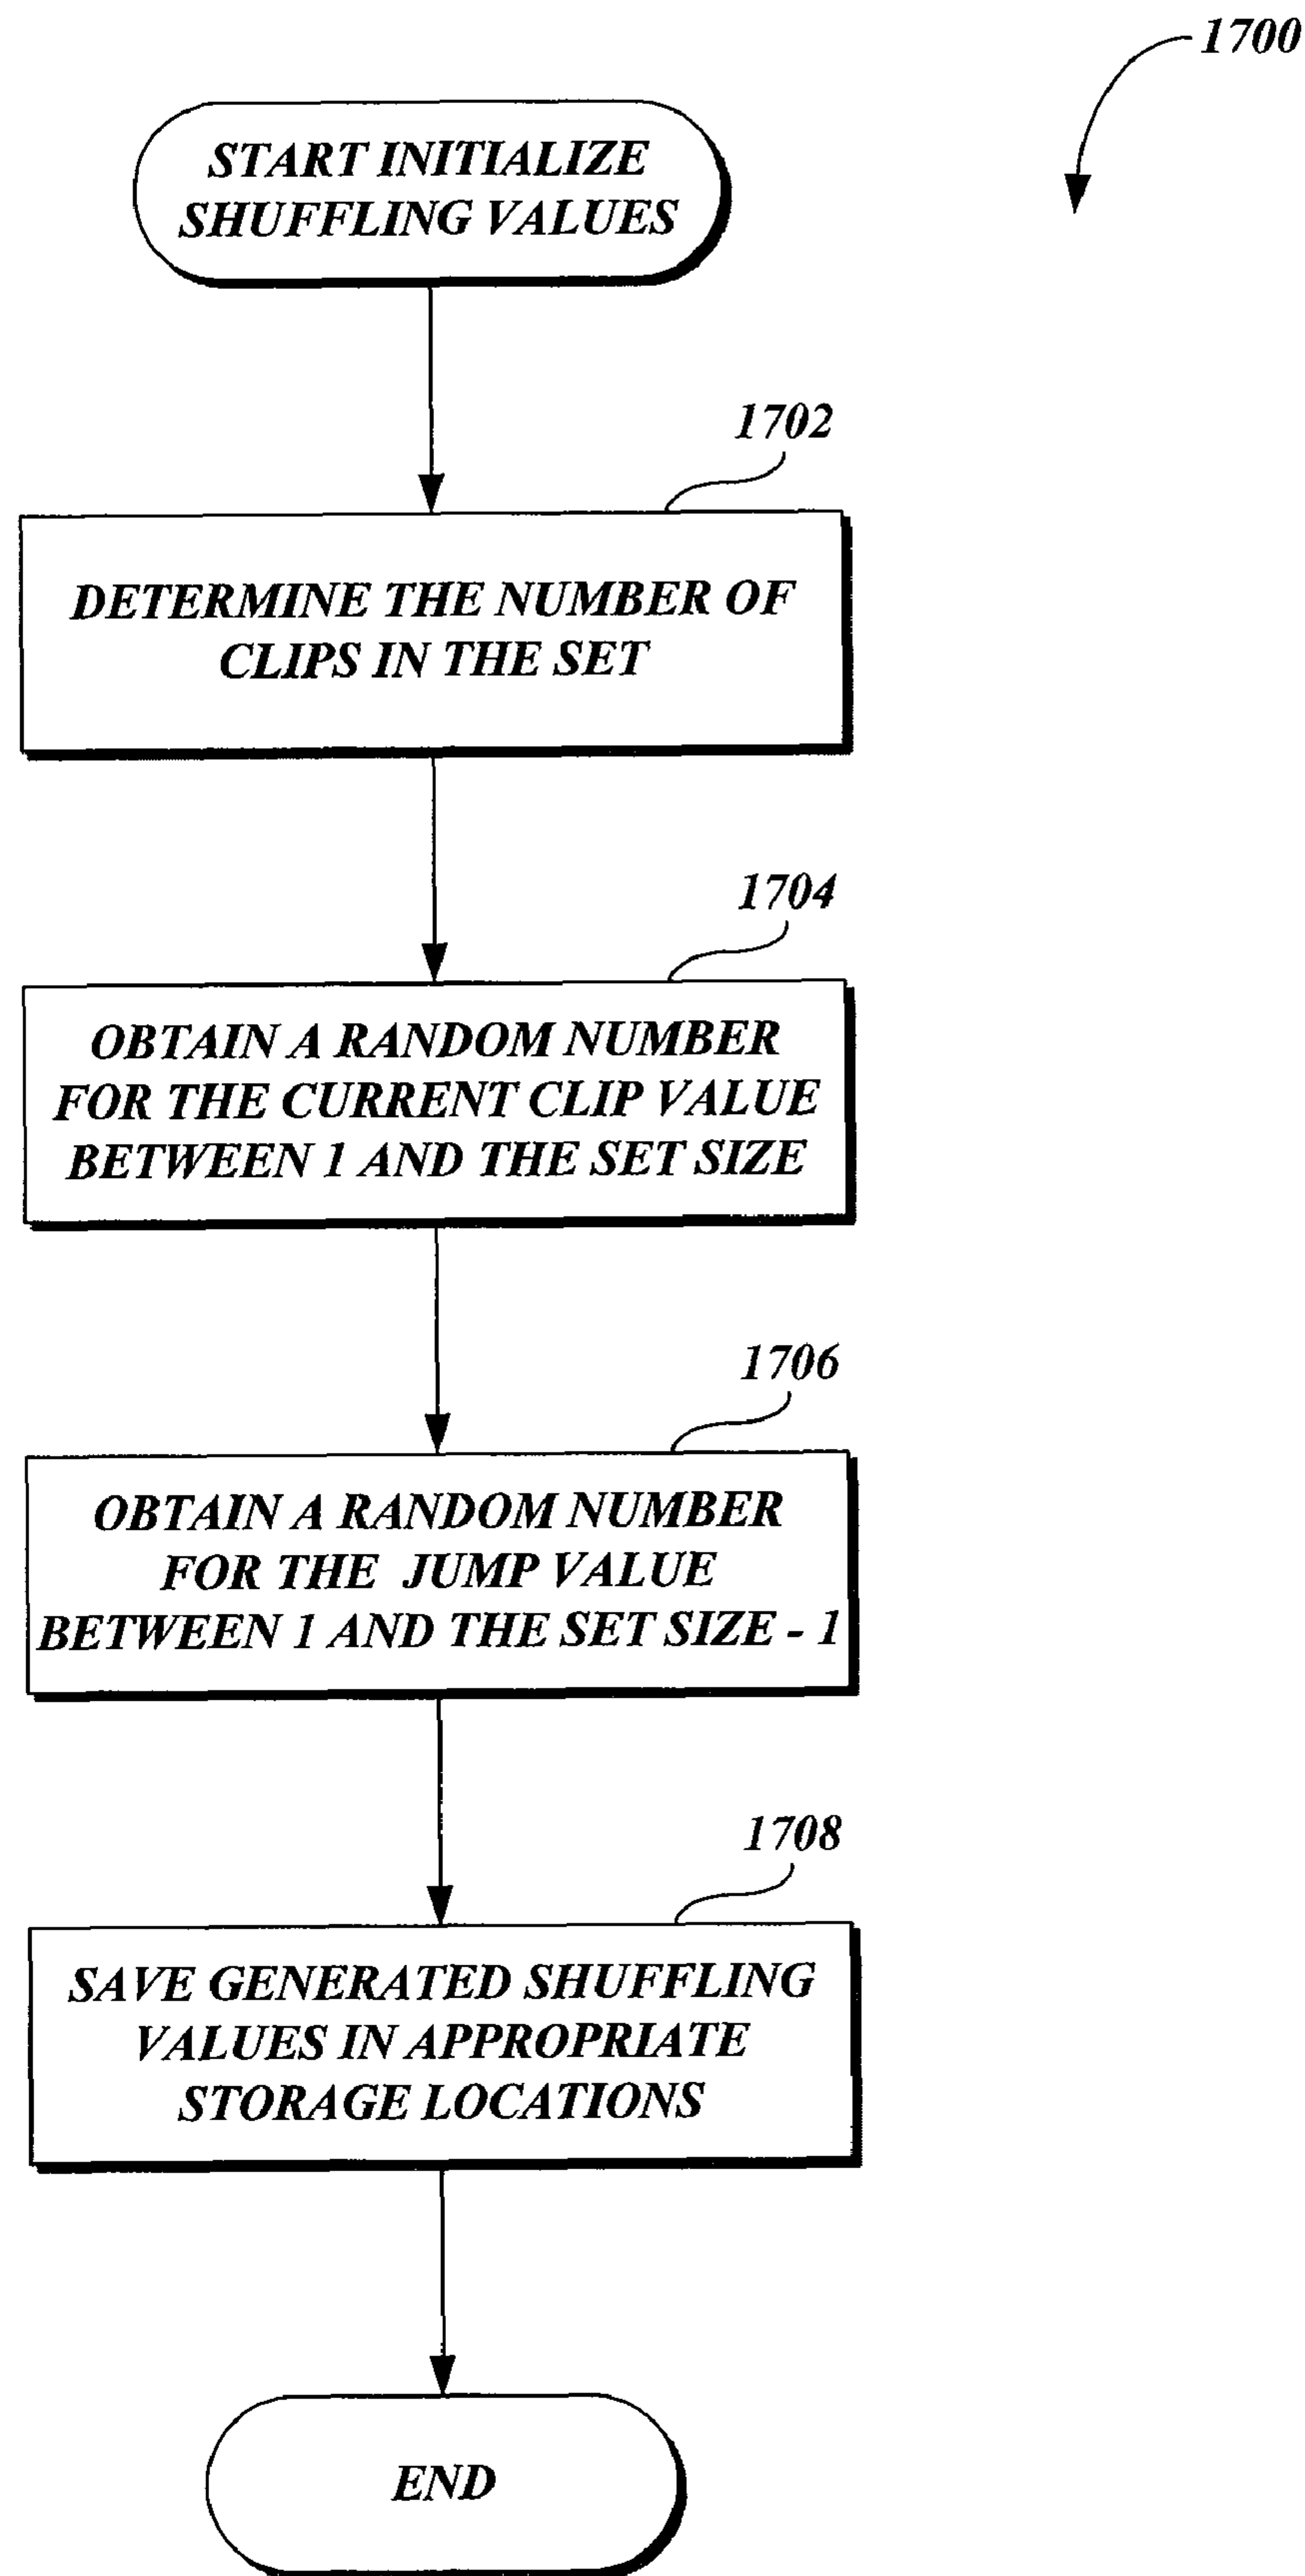 1700
START INITIALIZE
SHUFFLING VALUES
1702
DETERMINE THE NUMBER OF
CLIPS IN THE SET
1704
OBTAIN A RANDOM NUMBER
FOR THE CURRENT CLIP VALUE
BETWEEN 1 AND THE SET SIZE
1706
OBTAIN A RANDOM NUMBER
FOR THE JUMP VALUE
BETWEEN 1 AND THE SET SIZE - 1
1708
SAVE GENERATED SHUFFLING
VALUES IN APPROPRIATE
STORAGE LOCATIONS
END